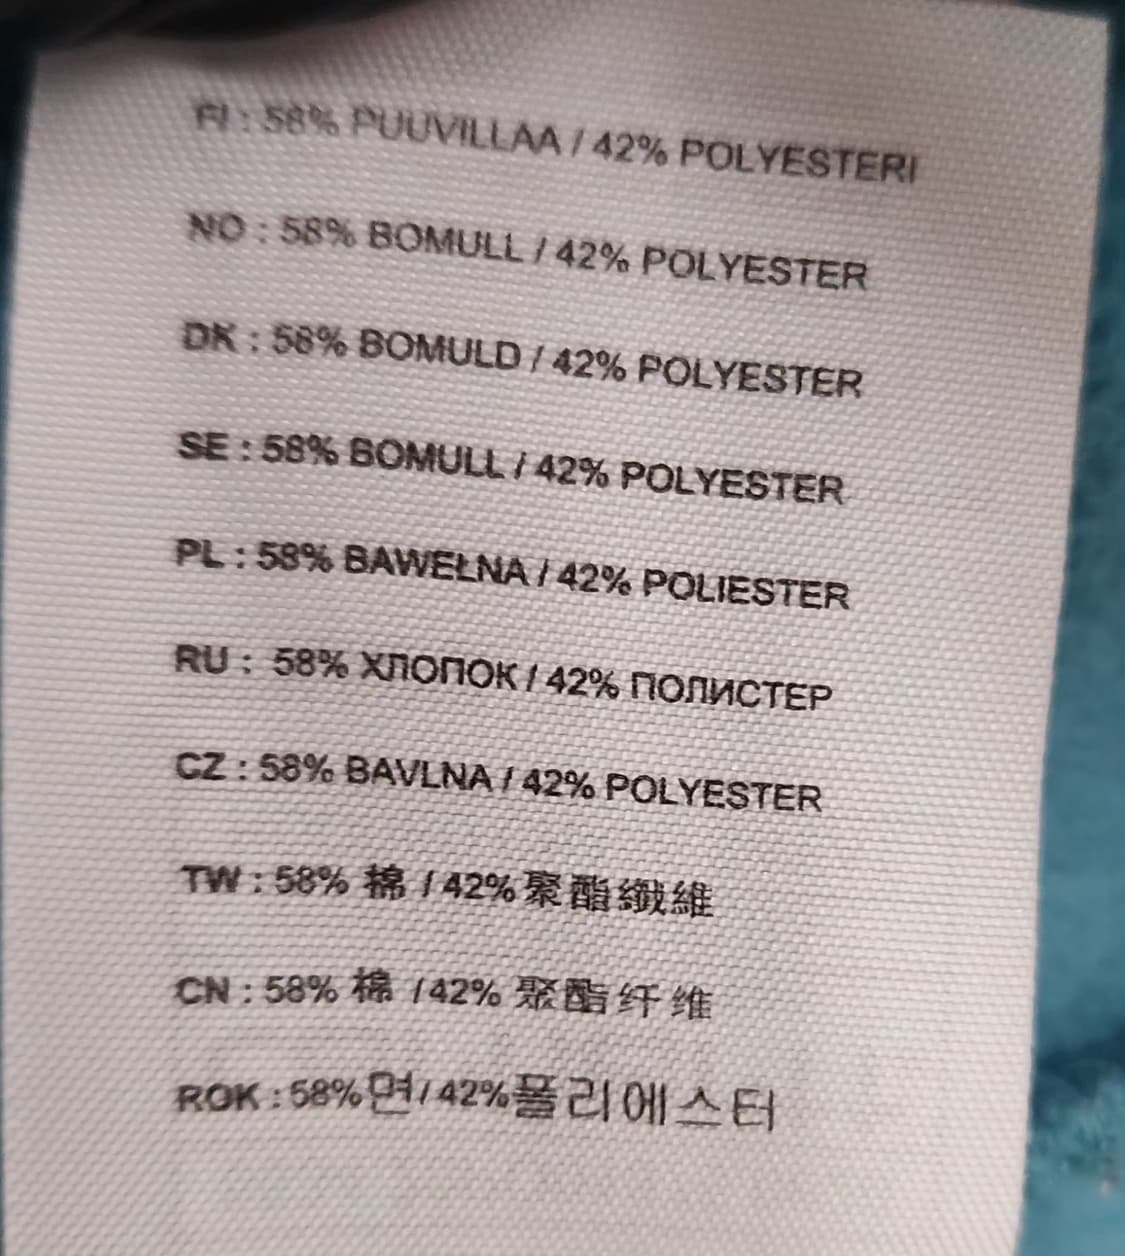 FI : 58% PUUVILLAA / 42% POLYESTERI
NO : 58% BOMULL / 42% POLYESTER
DK : 58% BOMULD / 42% POLYESTER
SE : 58% BOMULL / 42% POLYESTER
PL : 58% BAWEŁNA / 42% POLIESTER
RU : 58% ХЛОПОК / 42% ПОЛИСТЕР
CZ : 58% BAVLNA / 42% POLYESTER
TW : 58% 棉 / 42% 聚酯纖維
CN : 58% 棉 / 42% 聚酯纤维
ROK : 58%면 / 42%폴리에스터